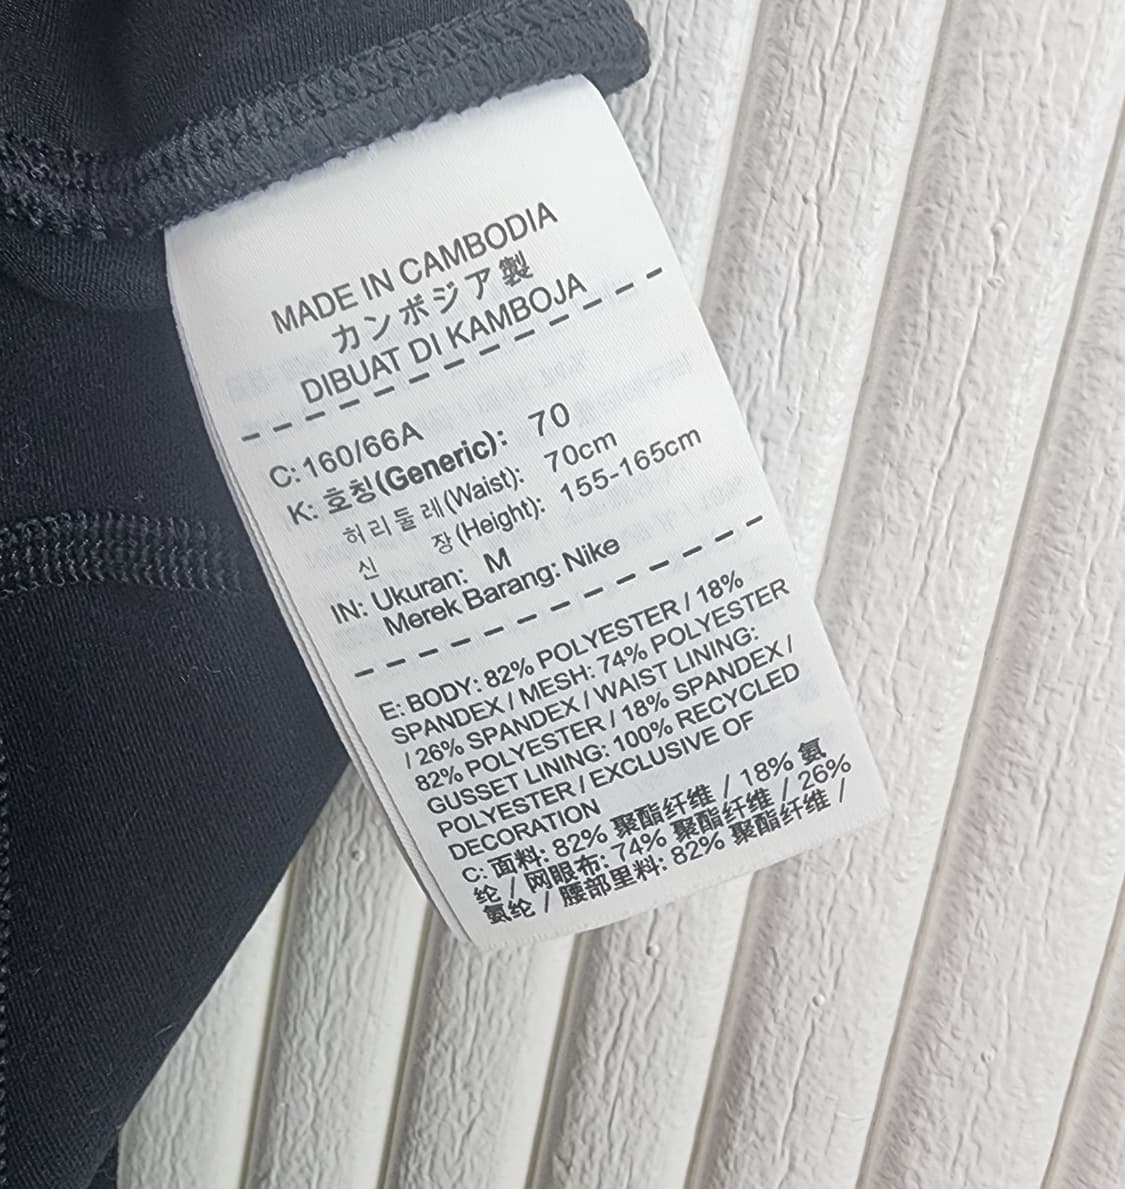 MADE IN CAMBODIA
カンボジア製
DIBUAT DI KAMBOJA
C: 160/66A
K: 호칭(Generic): 70
허리둘레(Waist): 70cm
신 장(Height): 155-165cm
IN: Ukuran: M
Merek Barang: Nike
E: BODY: 82% POLYESTER / 18%
SPANDEX / MESH: 74% POLYESTER
/ 26% SPANDEX / WAIST LINING:
82% POLYESTER / 18% SPANDEX /
GUSSET LINING: 100% RECYCLED
POLYESTER / EXCLUSIVE OF
DECORATION
C: 面料: 82% 聚酯纤维 / 18% 氨
纶 / 网眼布: 74% 聚酯纤维 / 26%
氨纶 / 腰部里料: 82% 聚酯纤维 /